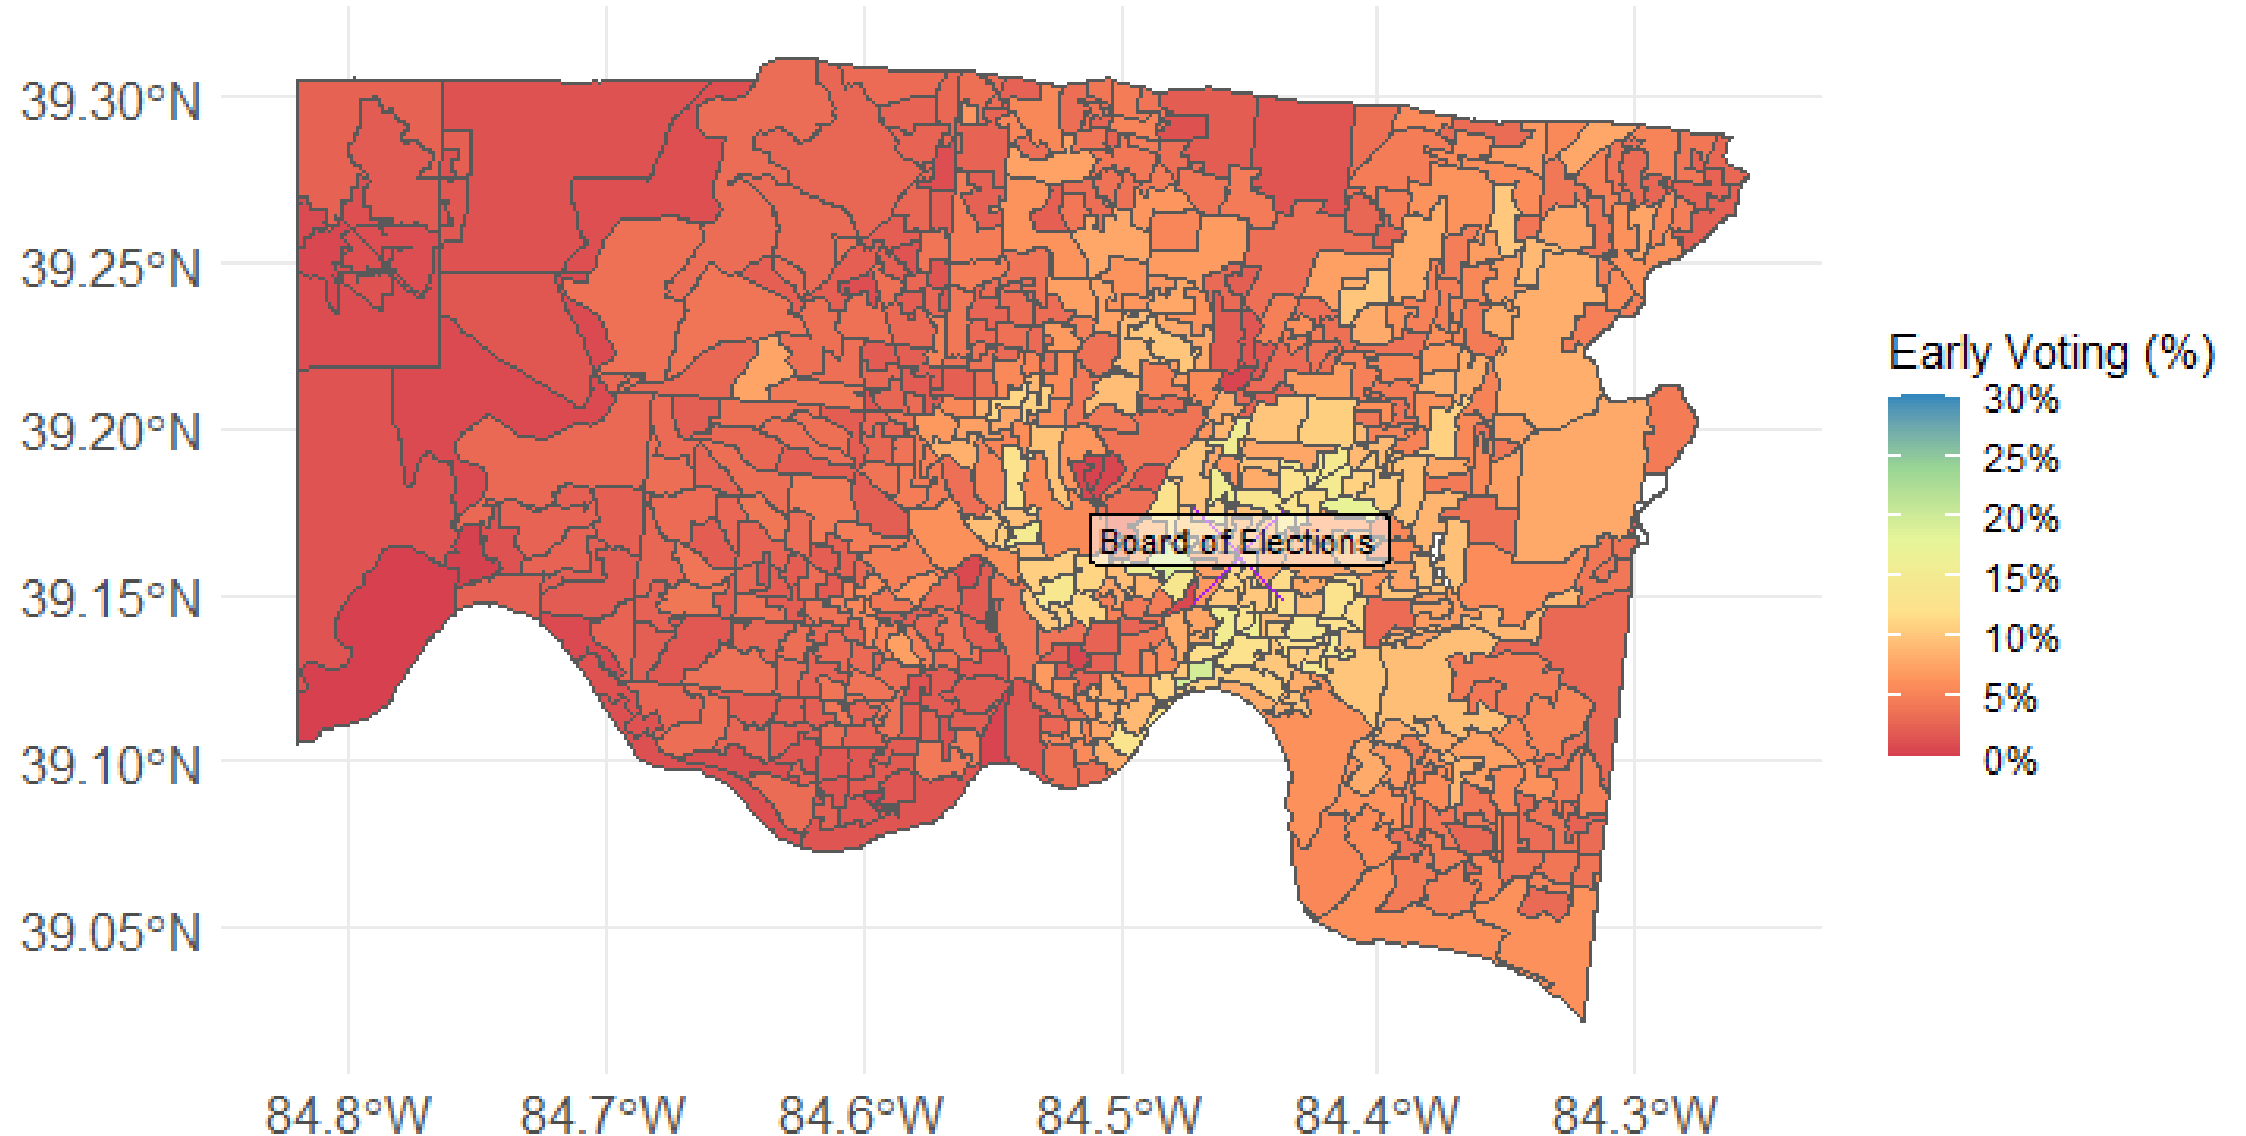 39.30°N
39.25°N
39.20°N
39.15°N
39.10°N
39.05°N
84.8°W 84.7°W 84.6°W 84.5°W 84.4°W 84.3°W
Board of Elections
Early Voting (%)
30%
25%
20%
15%
10%
5%
0%